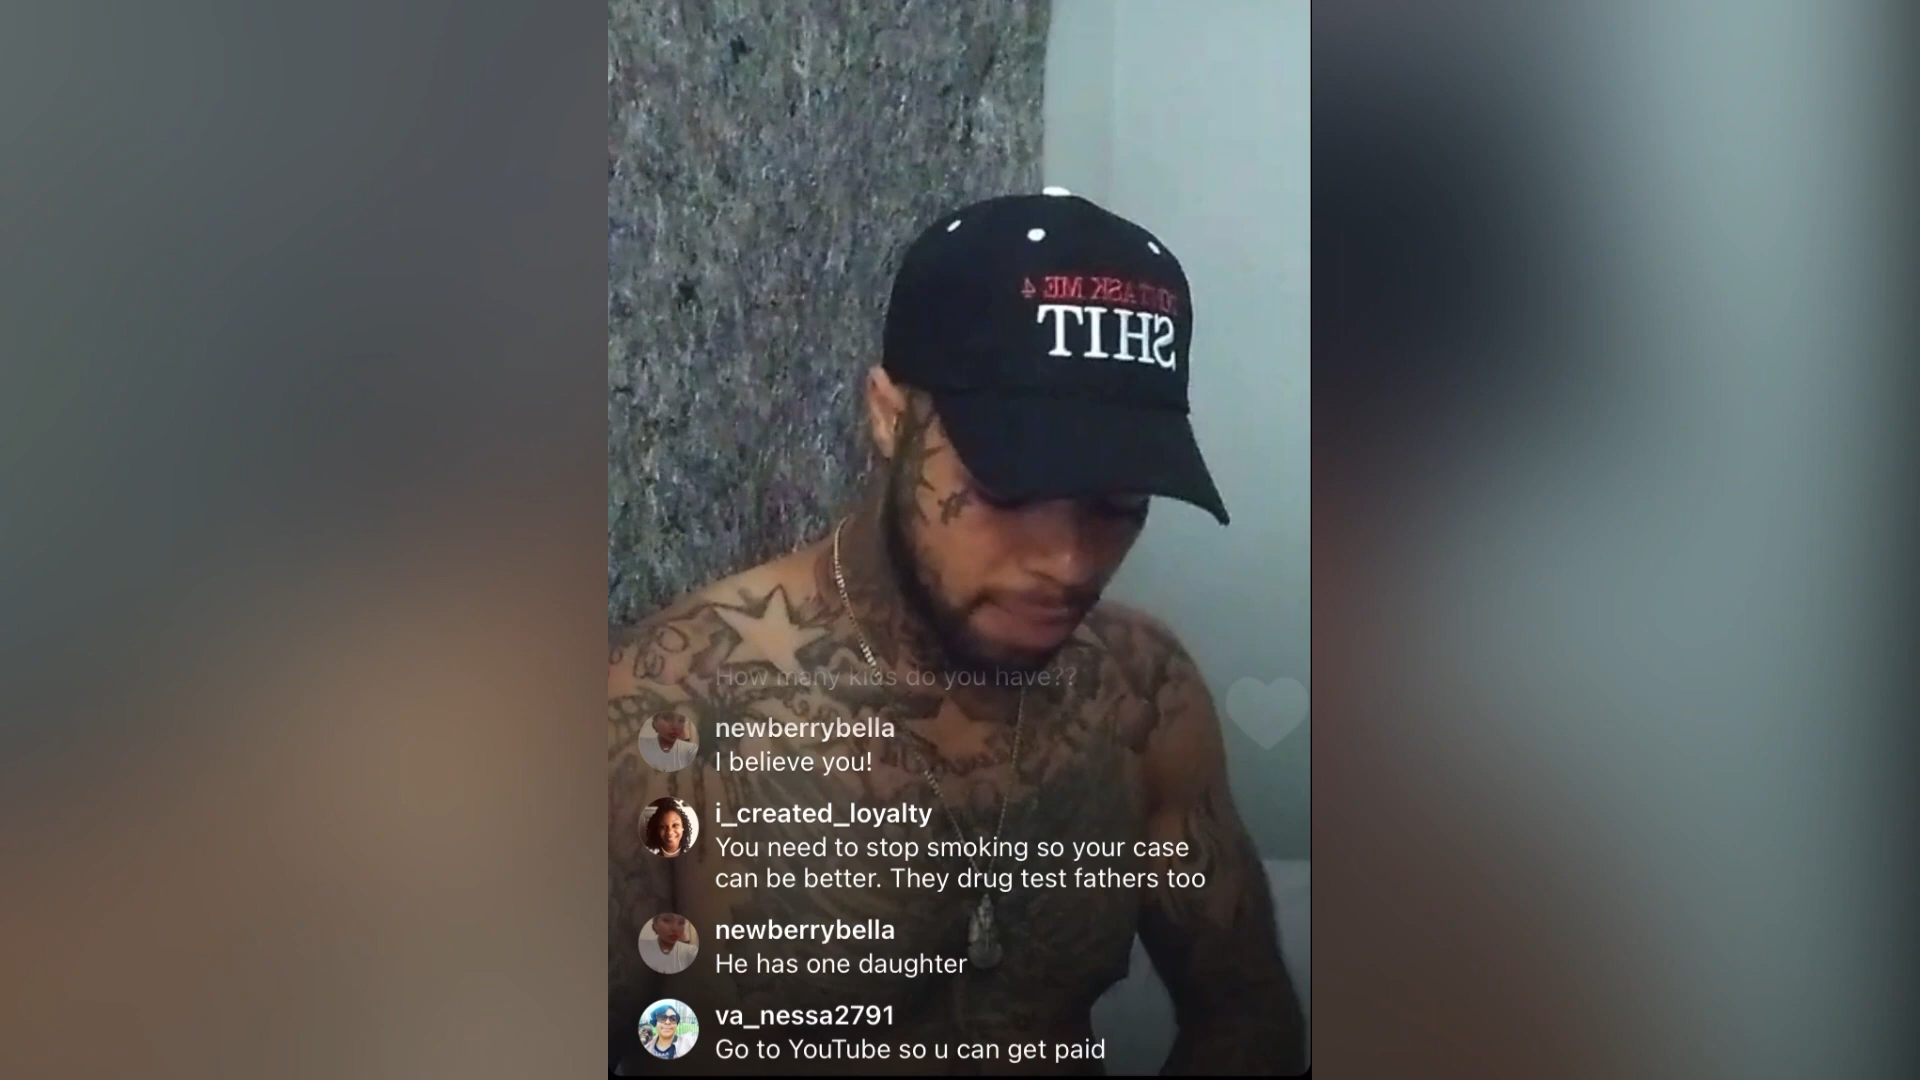 DON'T ASK ME 4
SHIT
How many kids do you have??
newberrybella
I believe you!
i_created_loyalty
You need to stop smoking so your case
can be better. They drug test fathers too
newberrybella
He has one daughter
va_nessa2791
Go to YouTube so u can get paid